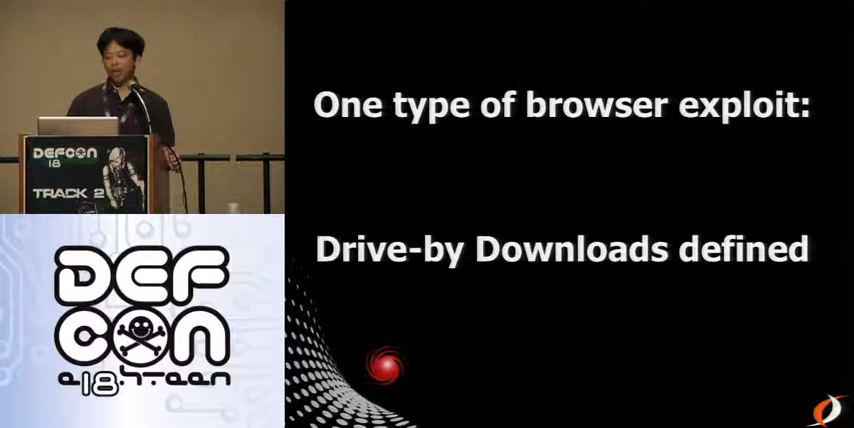 DEFCON
18
TRACK 2
One type of browser exploit:
Drive-by Downloads defined
DEF
CON
e18hteen